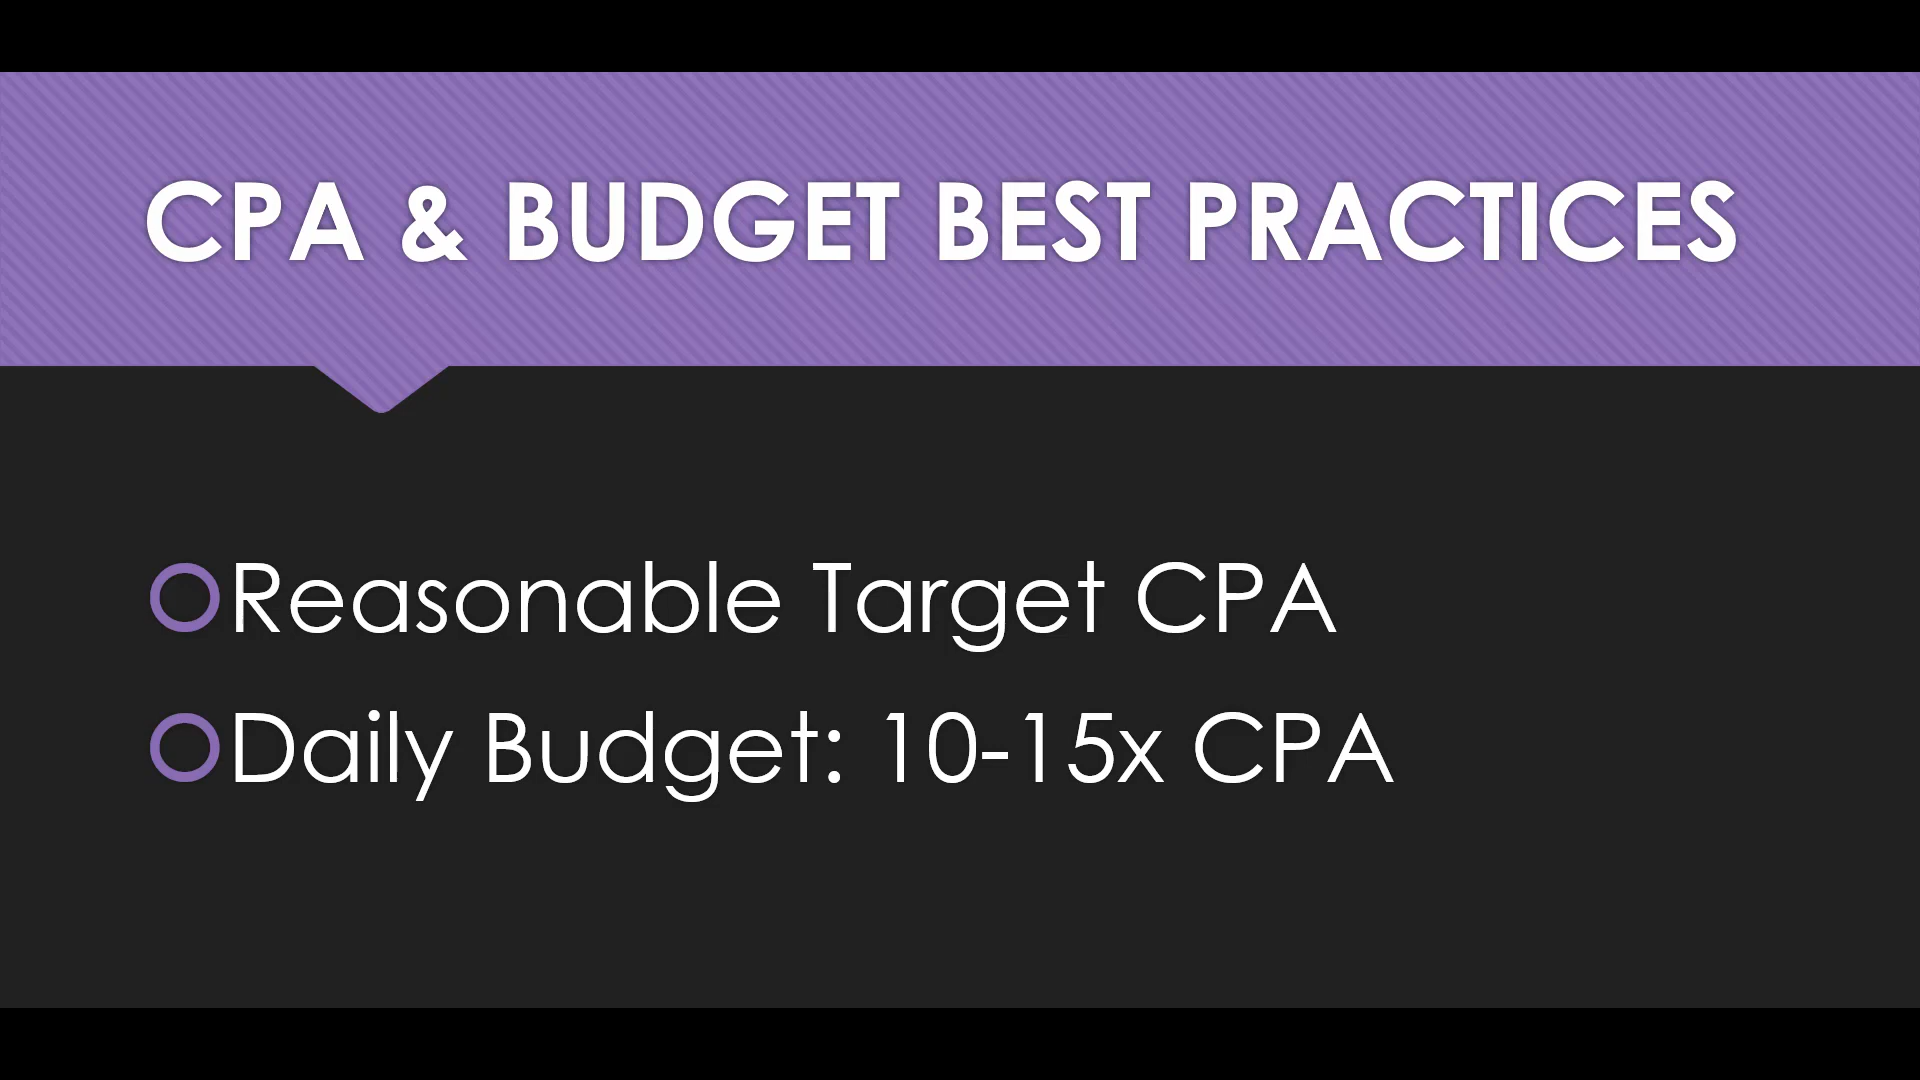 CPA & BUDGET BEST PRACTICES
Reasonable Target CPA
Daily Budget: 10-15x CPA